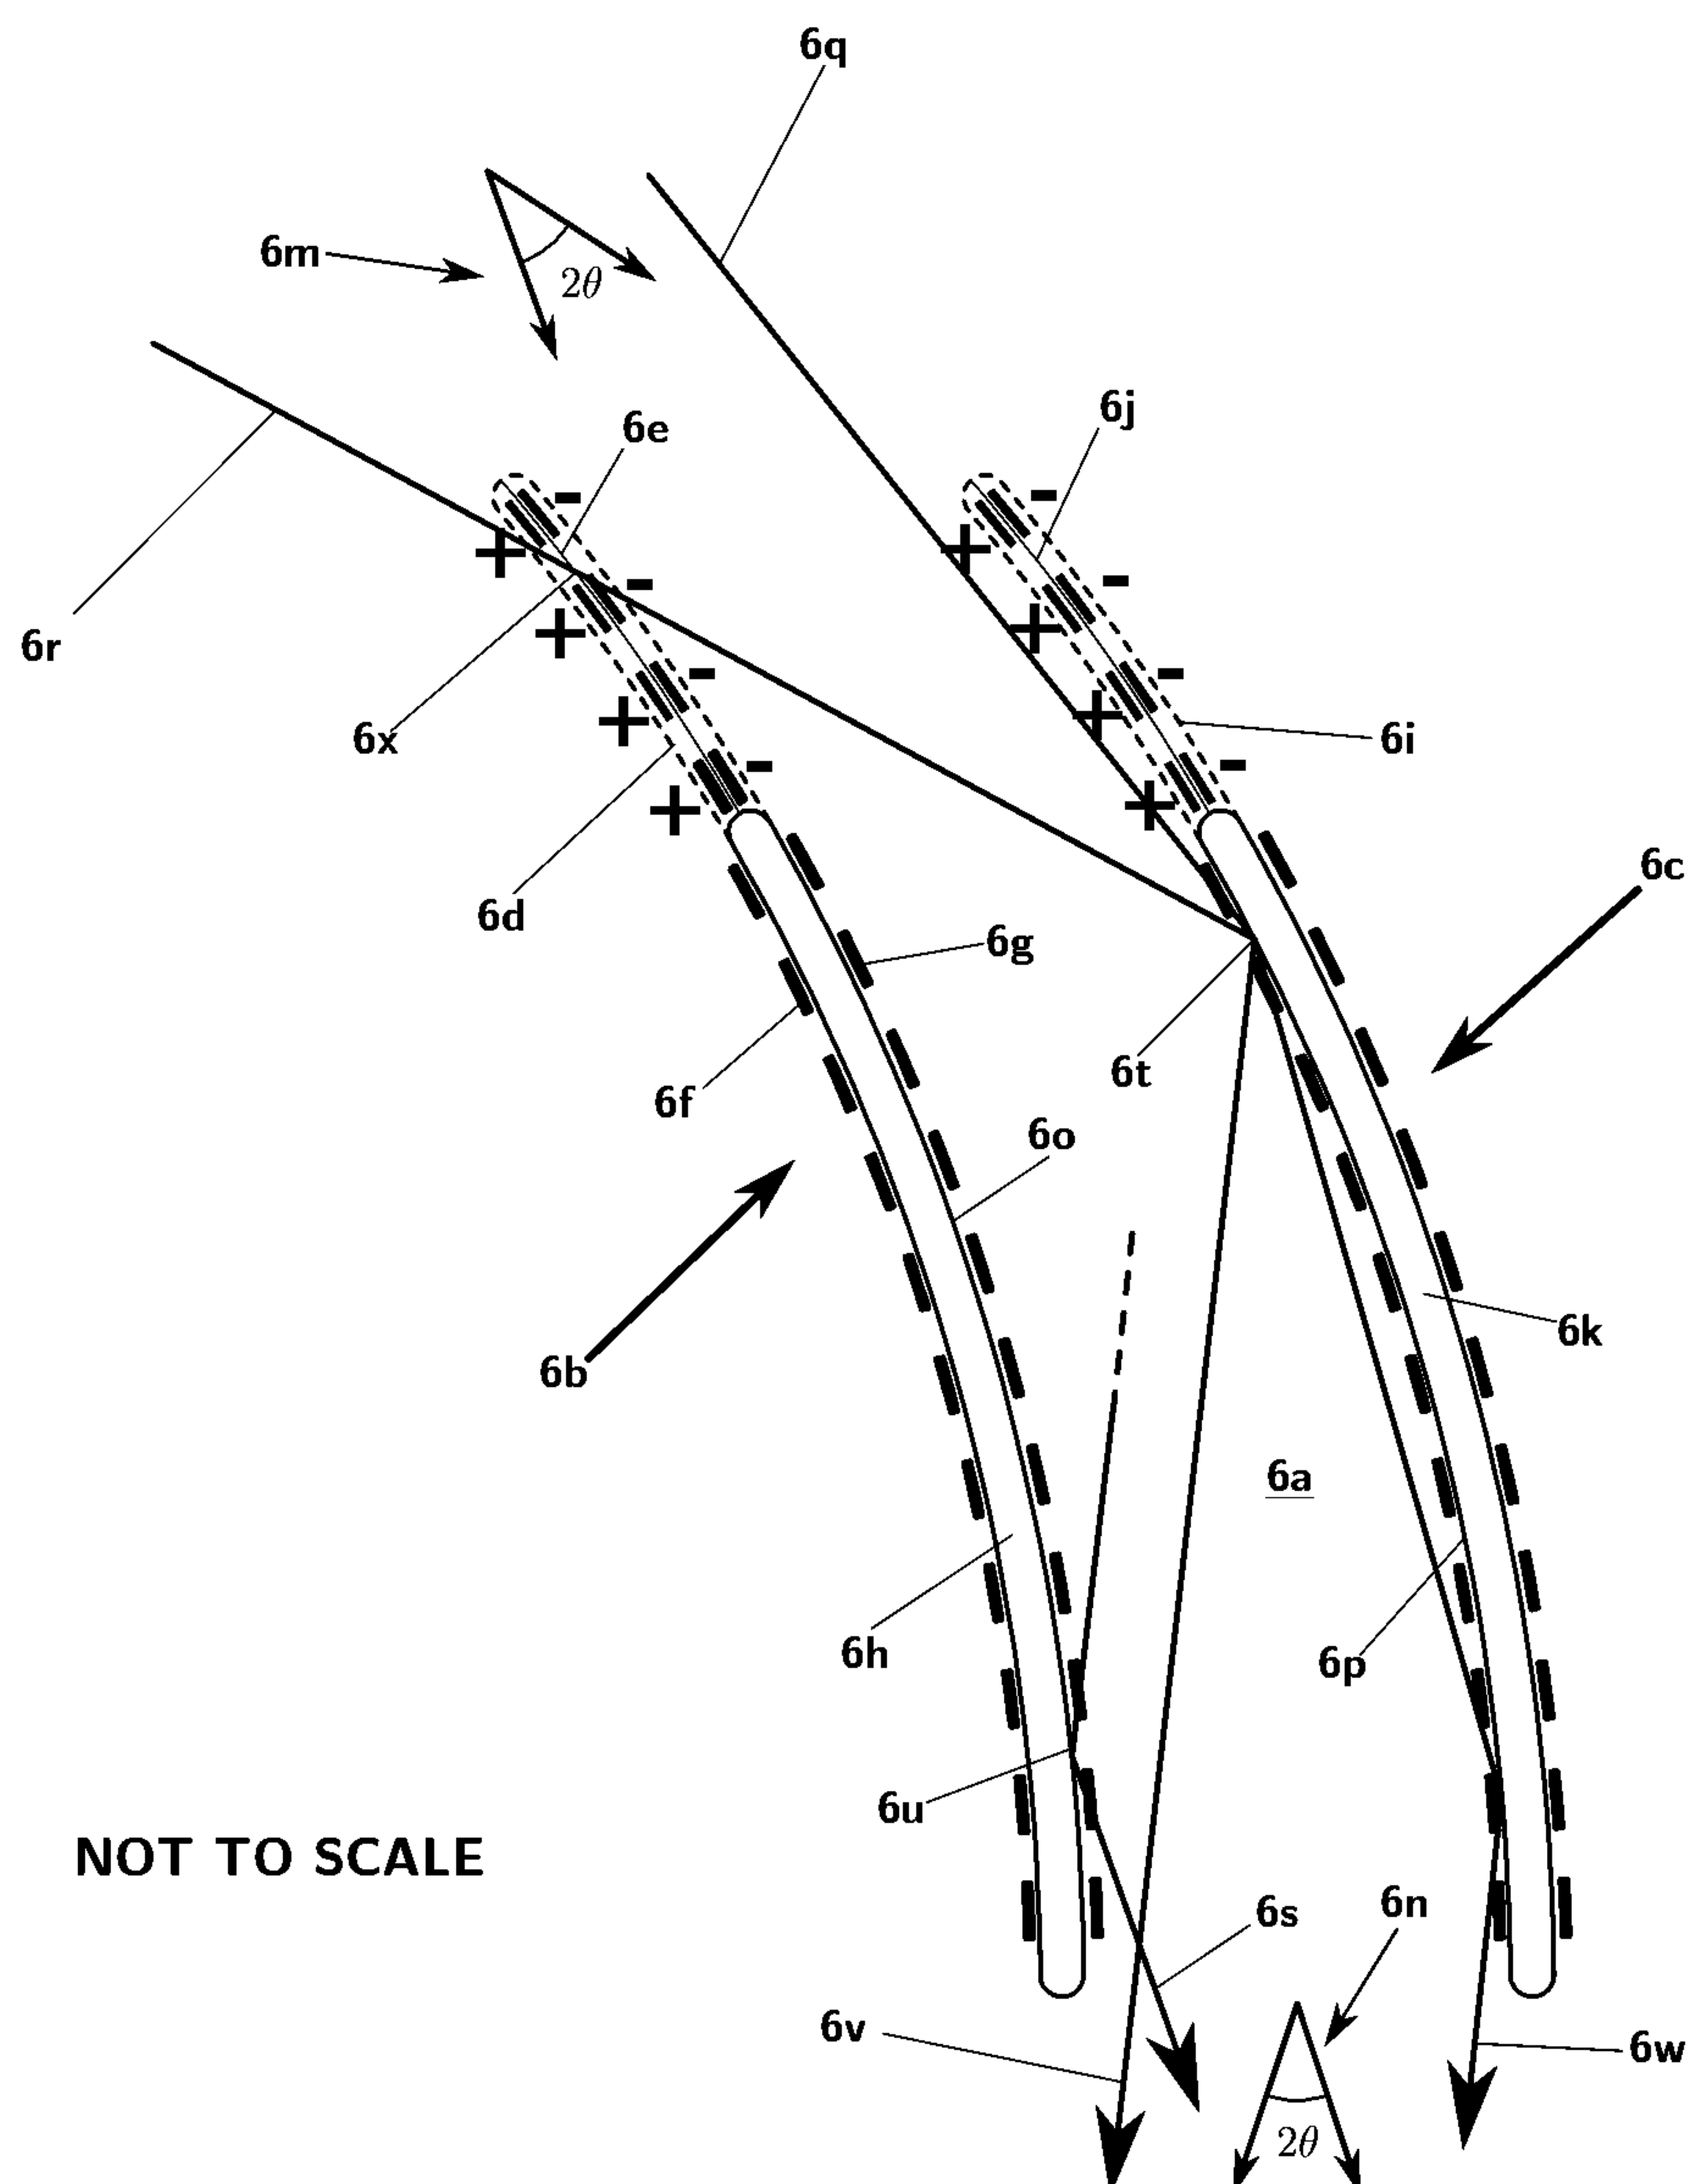 6q
6m
2θ
6j
6e
- -
+ +
- -
6r
+ +
- -
6x
+ +
6i
- -
+ +
6c
6d
6g
6t
6f
6o
6k
6b
6a
6h
6p
6u
NOT TO SCALE
6s
6n
6v
6w
2θ